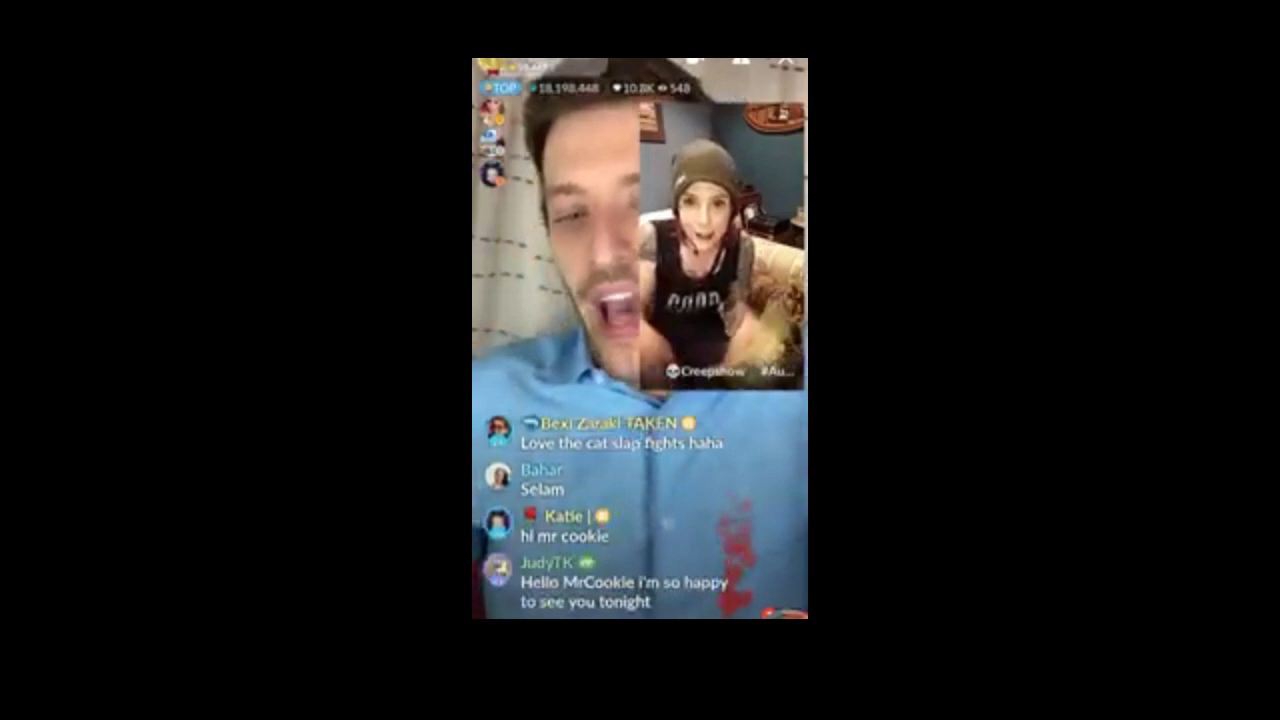 TOP 18,198,448 10.8K 548
Creepshow #Au...
Bexi Zaraki TAKEN
Love the cat slap fights haha
Bahar
Selam
Katie |
hi mr cookie
JudyTK
Hello MrCookie i'm so happy
to see you tonight